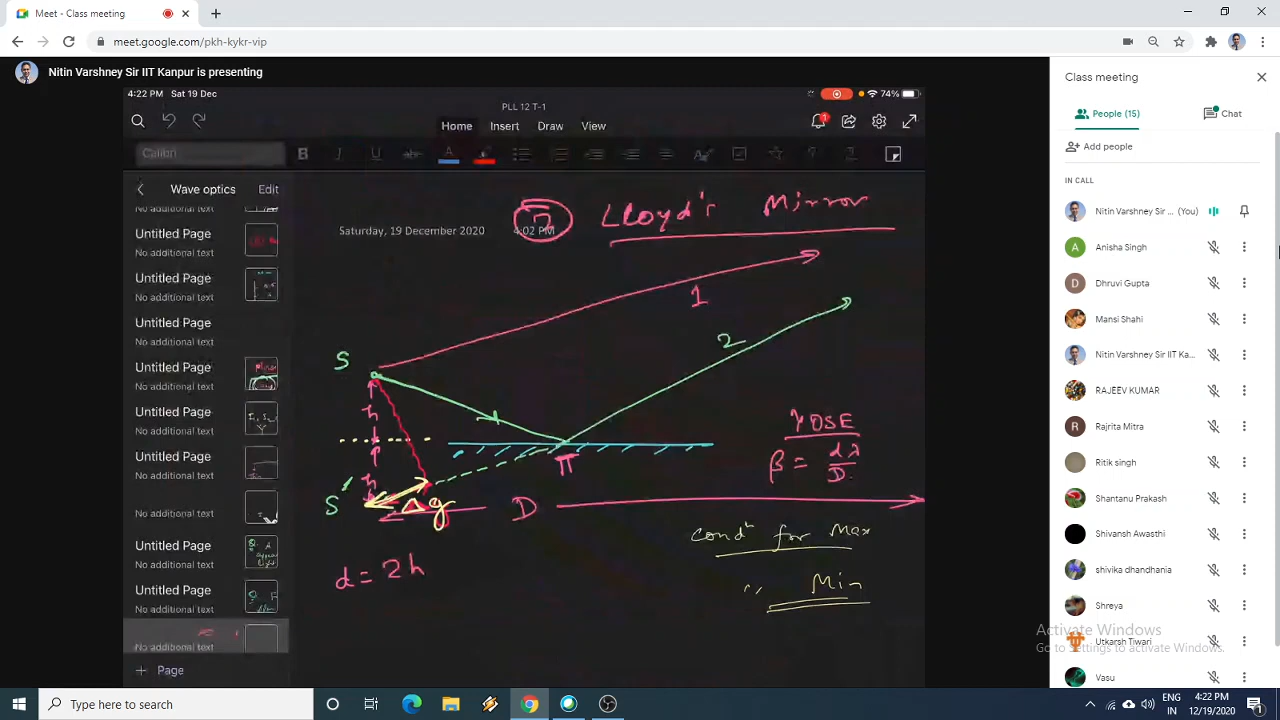 Meet - Google Meet
meet.google.com/pkh-kykr-vip
Nitin Varshney Sir IIT Kanpur is presenting
4:22 PM Sat 19 Dec
74%
PLL 12 T-1
Home Insert Draw View
1
Calibri
B I U A
Wave optics Edit
No additional text
Untitled Page
No additional text
Untitled Page
No additional text
Untitled Page
No additional text
Untitled Page
No additional text
Untitled Page
No additional text
Untitled Page
No additional text
No additional text
Untitled Page
No additional text
Untitled Page
No additional text
No additional text
+ Page
7 Lloyd's Mirror
Saturday, 19 December 2020 4:02 PM
1
2
S
h
h
S'
Δg
π
D
d = 2h
YDSE
β = dλ/D
condn for Max
,, Min
Class meeting
People (15)
Chat
Add people
IN CALL
Nitin Varshney Sir ... (You)
A Anisha Singh
D Dhruvi Gupta
Mansi Shahi
Nitin Varshney Sir IIT Ka...
RAJEEV KUMAR
R Rajrita Mitra
Ritik singh
Shantanu Prakash
Shivansh Awasthi
shivika dhandhania
Shreya
Utkarsh Tiwari
Vasu
Activate Windows
Go to Settings to activate Windows.
Type here to search
ENG
IN
4:22 PM
12/19/2020